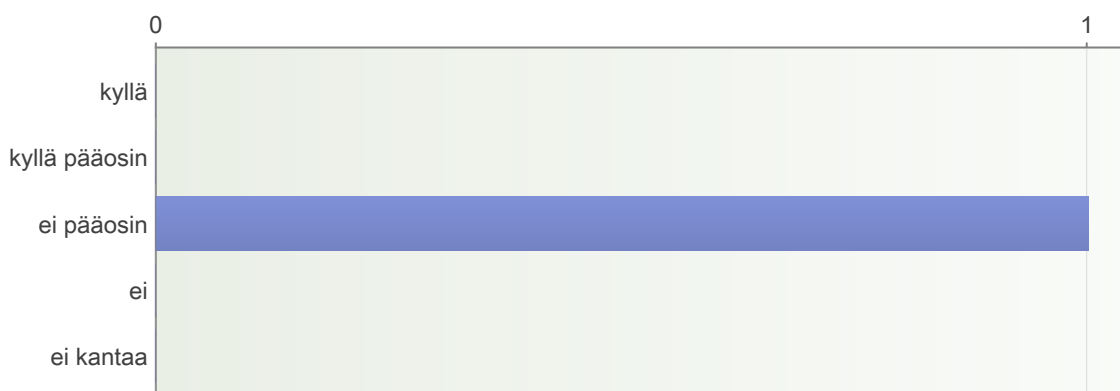 0 1
kyllä
kyllä pääosin
ei pääosin
ei
ei kantaa